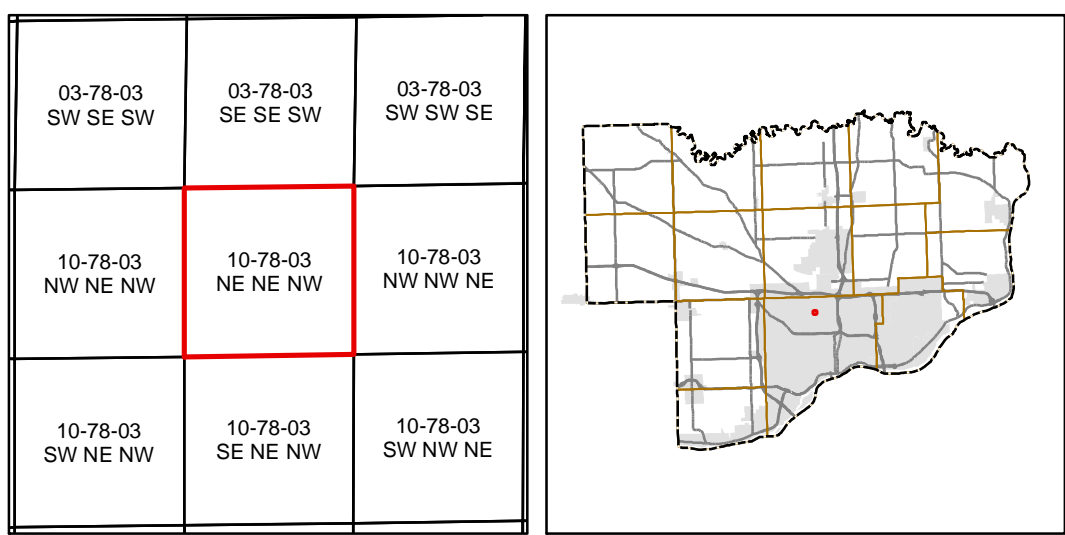 03-78-03
SW SE SW
03-78-03
SE SE SW
03-78-03
SW SW SE
10-78-03
NW NE NW
10-78-03
NE NE NW
10-78-03
NW NW NE
10-78-03
SW NE NW
10-78-03
SE NE NW
10-78-03
SW NW NE